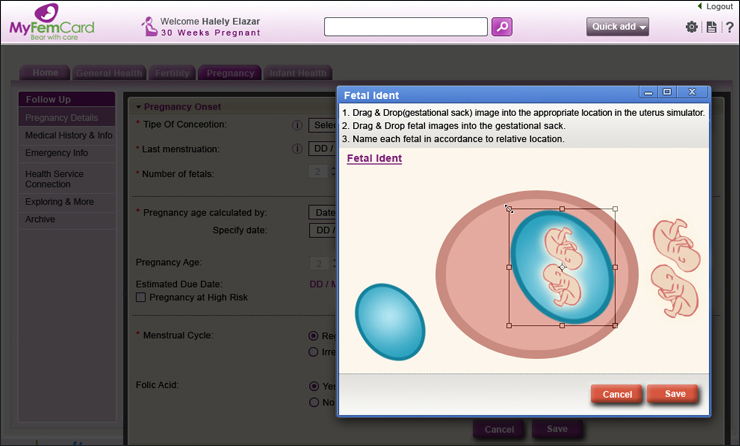 Logout
MyFemCard
Bear with care
Welcome Halely Elazar
30 Weeks Pregnant
Quick add
?
Home
General Health
Fertility
Pregnancy
Infant Health
Follow Up
Pregnancy Details
Medical History & Info
Emergency Info
Health Service
Connection
Exploring & More
Archive
Pregnancy Onset
* Tipe Of Conceotion:
i
Selec
* Last menstruation:
i
DD /
* Number of fetals:
2
* Pregnancy age calculated by:
Date
Specify date:
DD /
Pregnancy Age:
2
Estimated Due Date:
DD / M
Pregnancy at High Risk
* Menstrual Cycle:
Reg
Irre
Folic Acid:
Yes
No
Cancel
Save
Fetal Ident
1. Drag & Drop(gestational sack) image into the appropriate location in the uterus simulator.
2. Drag & Drop fetal images into the gestational sack.
3. Name each fetal in accordance to relative location.
Fetal Ident
Cancel
Save